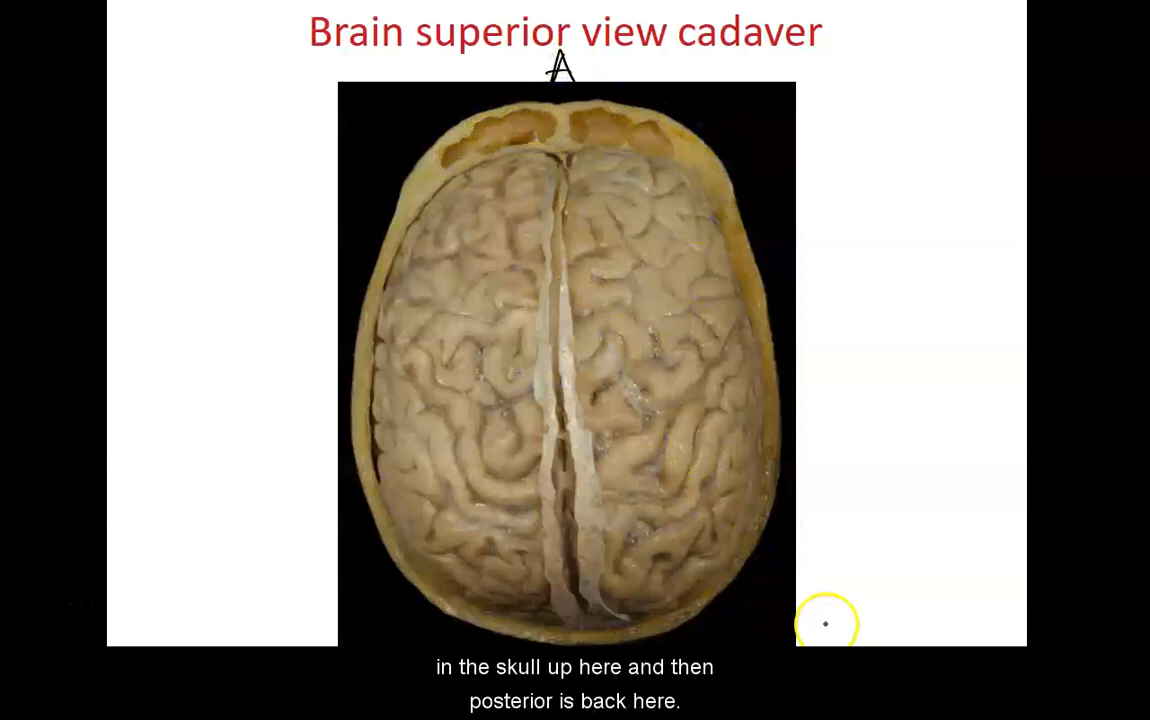 Brain superior view cadaver
A
in the skull up here and then
posterior is back here.